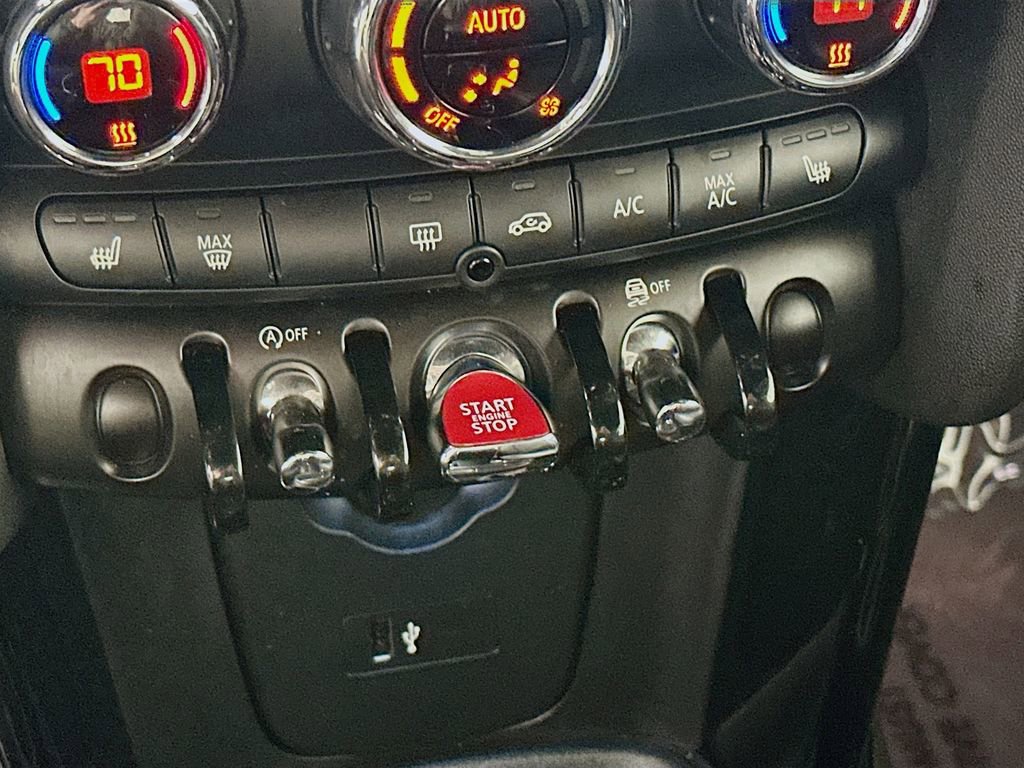 AUTO
70
OFF
MAX
A/C
MAX
A/C
A OFF
OFF
START
ENGINE
STOP